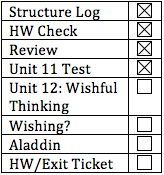 Structure Log
HW Check
Review
Unit 11 Test
Unit 12: Wishful
Thinking
Wishing?
Aladdin
HW/Exit Ticket